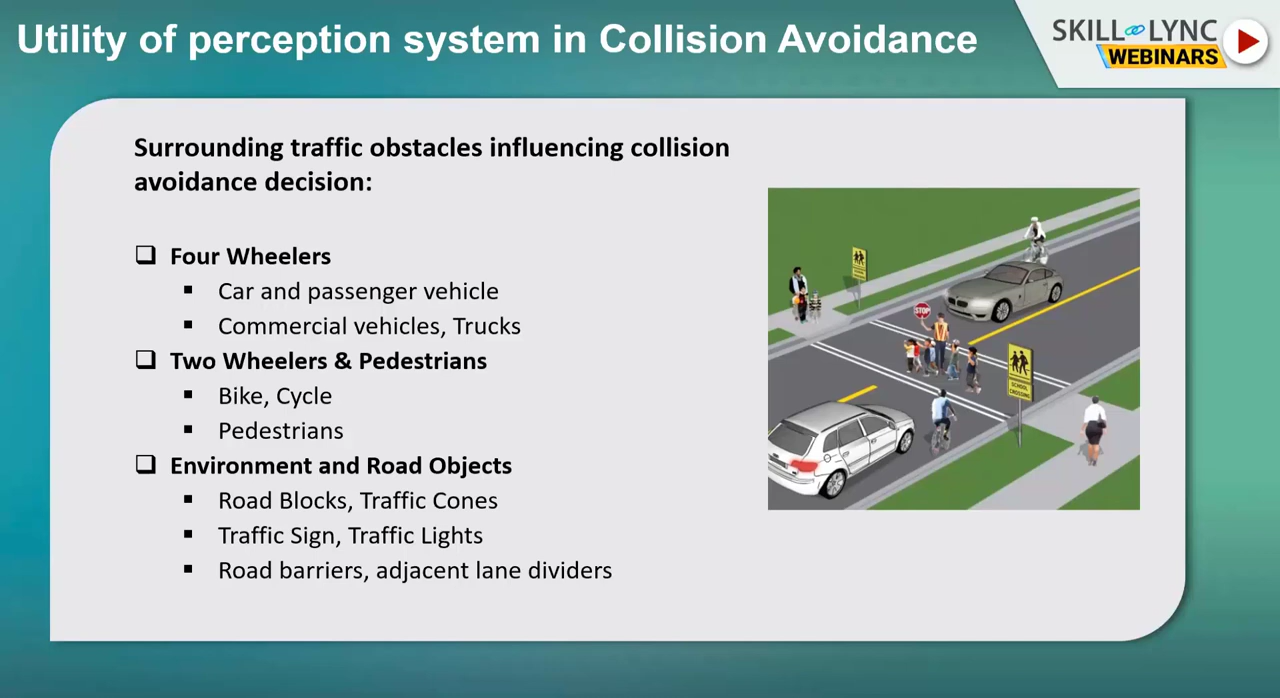 Utility of perception system in Collision Avoidance
SKILL LYNC
WEBINARS
Surrounding traffic obstacles influencing collision
avoidance decision:
Four Wheelers
Car and passenger vehicle
Commercial vehicles, Trucks
Two Wheelers & Pedestrians
Bike, Cycle
Pedestrians
Environment and Road Objects
Road Blocks, Traffic Cones
Traffic Sign, Traffic Lights
Road barriers, adjacent lane dividers
STOP
SCHOOL
CROSSING